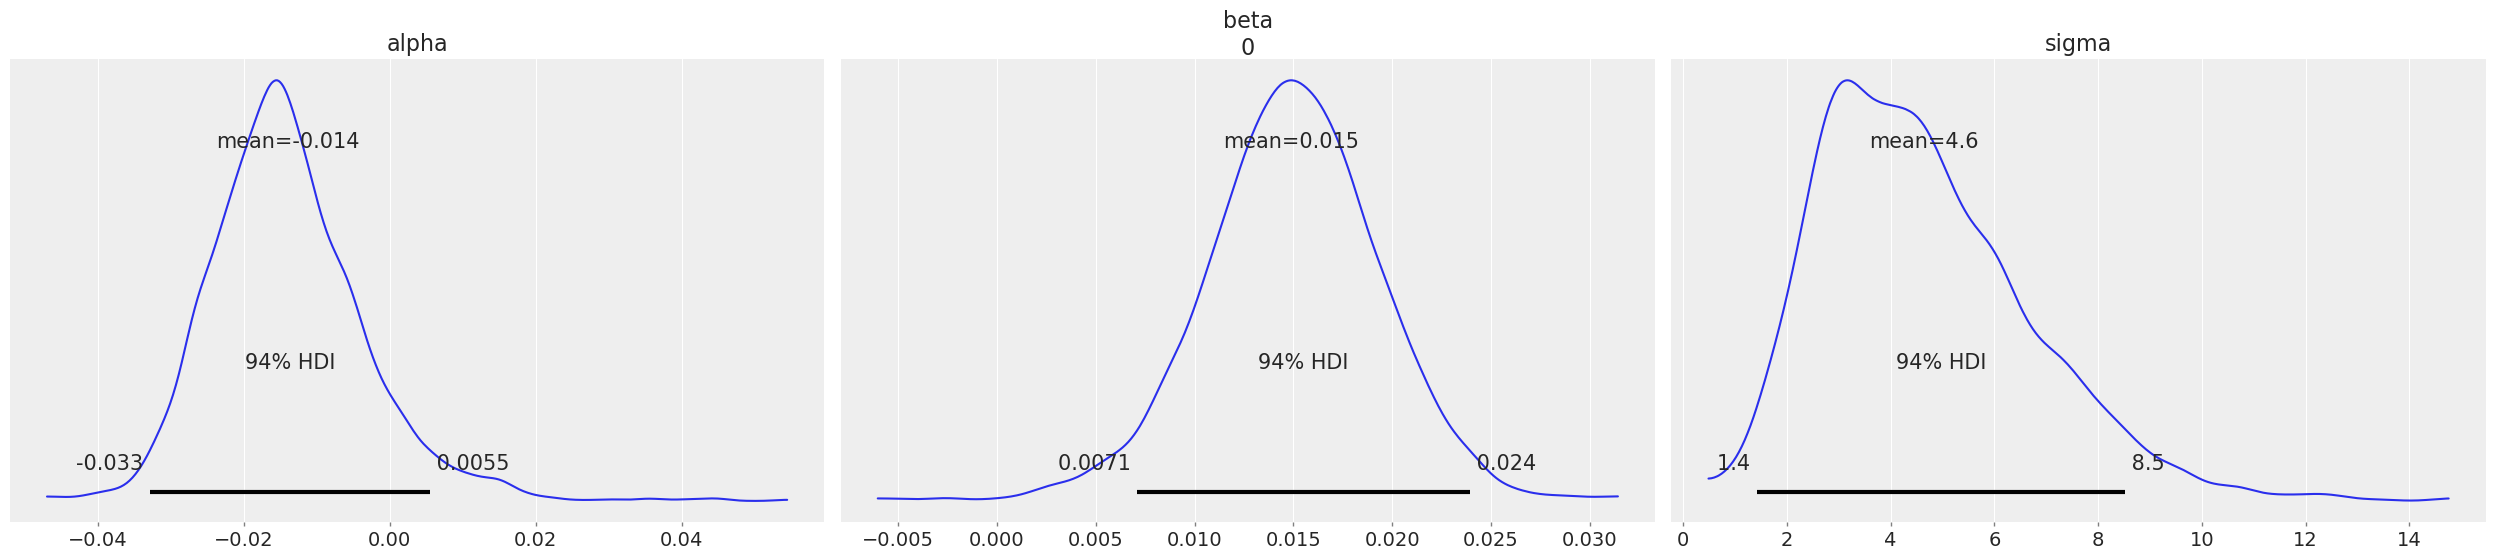 alpha
mean=-0.014
94% HDI
-0.033 0.0055
−0.04 −0.02 0.00 0.02 0.04
beta
0
mean=0.015
94% HDI
0.0071 0.024
−0.005 0.000 0.005 0.010 0.015 0.020 0.025 0.030
sigma
mean=4.6
94% HDI
1.4 8.5
0 2 4 6 8 10 12 14